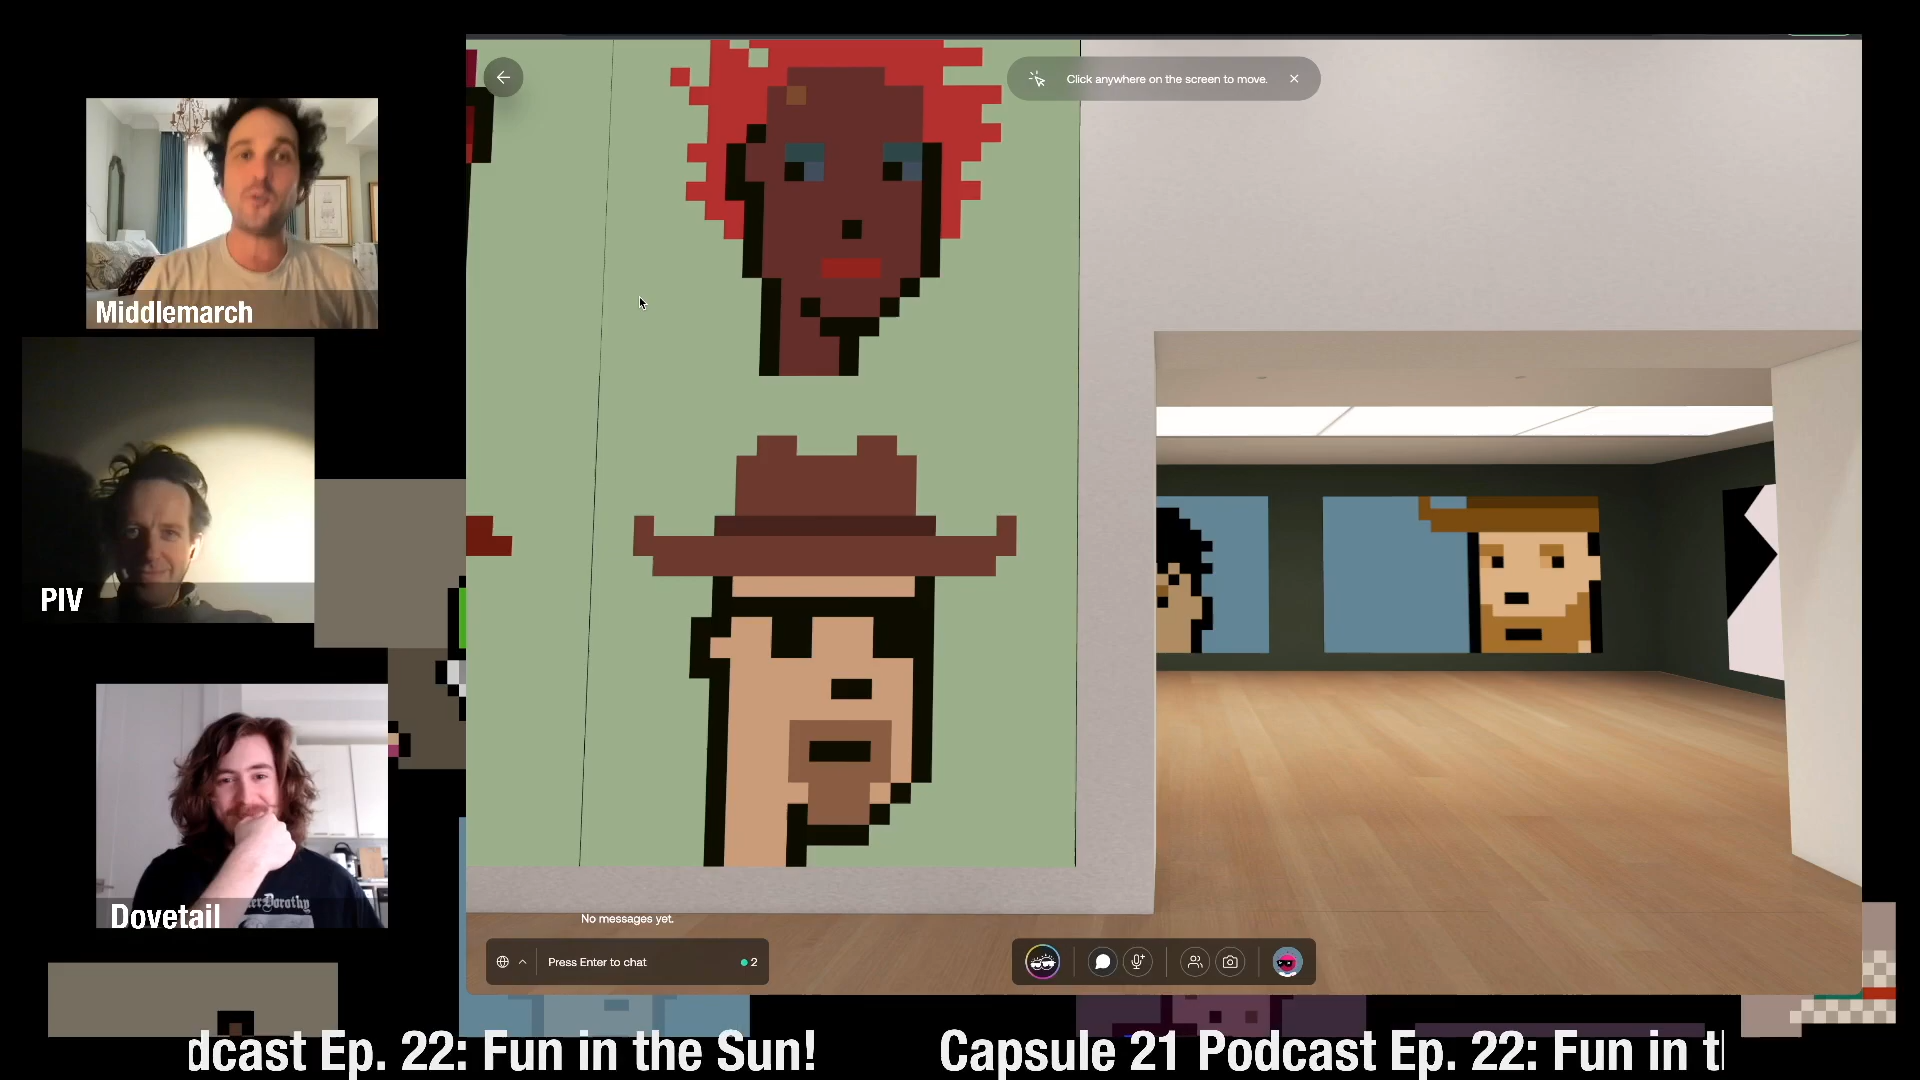 Click anywhere on the screen to move.
Middlemarch
PIV
Dovetail
No messages yet.
Press Enter to chat
2
dcast Ep. 22: Fun in the Sun!
Capsule 21 Podcast Ep. 22: Fun in t